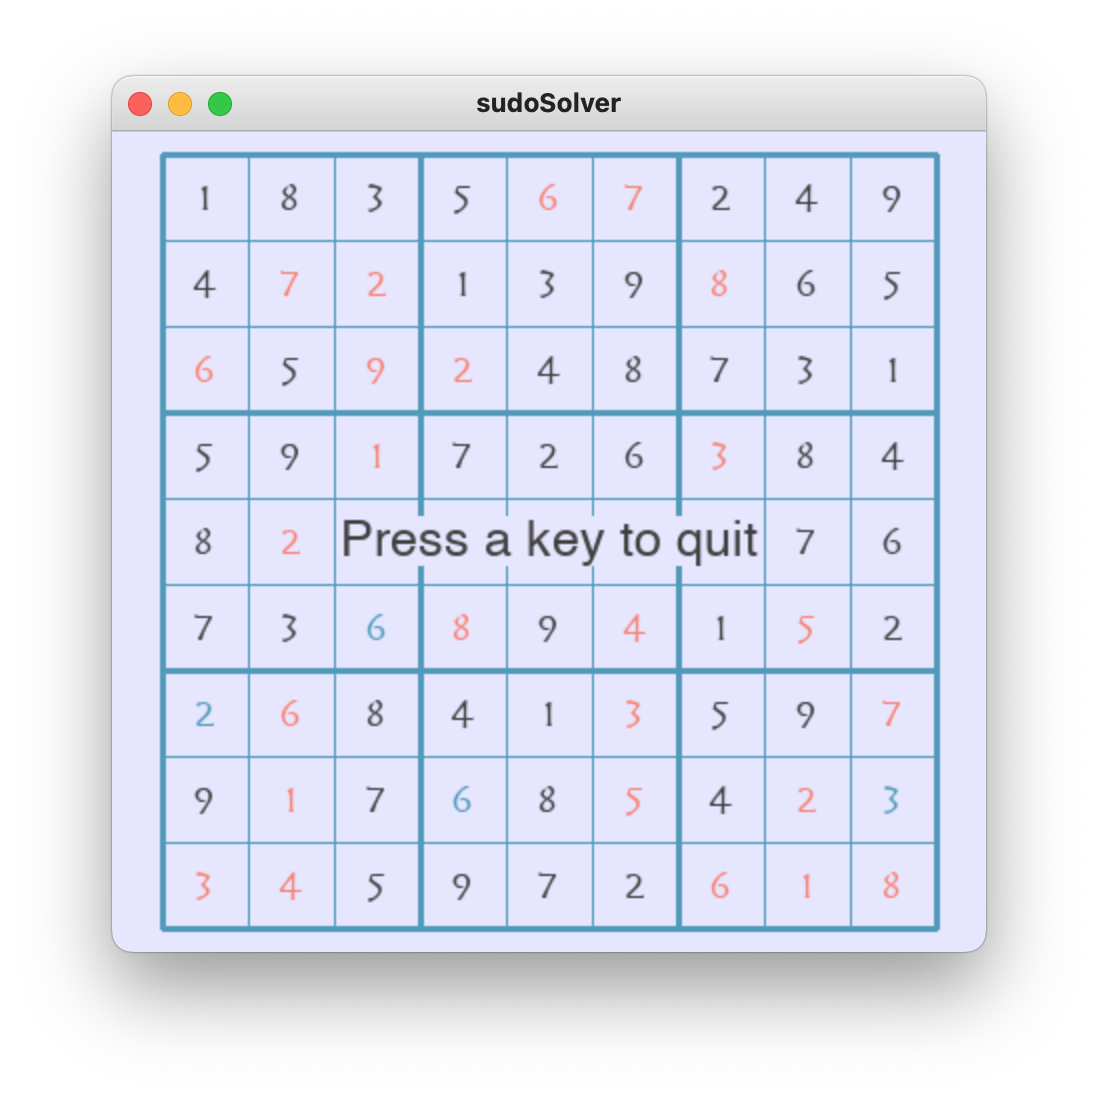 sudoSolver
1 8 3 5 6 7 2 4 9
4 7 2 1 3 9 8 6 5
6 5 9 2 4 8 7 3 1
5 9 1 7 2 6 3 8 4
8 2 Press a key to quit 7 6
7 3 6 8 9 4 1 5 2
2 6 8 4 1 3 5 9 7
9 1 7 6 8 5 4 2 3
3 4 5 9 7 2 6 1 8